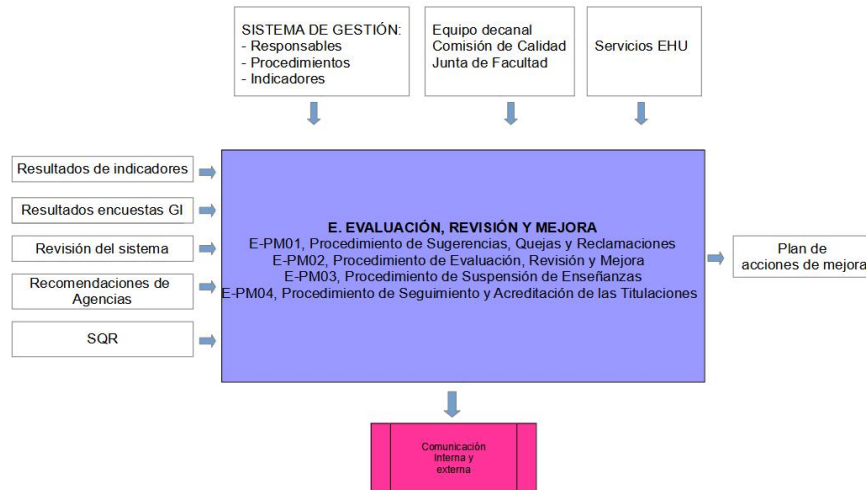 SISTEMA DE GESTIÓN:
- Responsables
- Procedimientos
- Indicadores
Equipo decanal
Comisión de Calidad
Junta de Facultad
Servicios EHU
Resultados de indicadores
Resultados encuestas GI
Revisión del sistema
Recomendaciones de
Agencias
SQR
E. EVALUACIÓN, REVISIÓN Y MEJORA
E-PM01, Procedimiento de Sugerencias, Quejas y Reclamaciones
E-PM02, Procedimiento de Evaluación, Revisión y Mejora
E-PM03, Procedimiento de Suspensión de Enseñanzas
E-PM04, Procedimiento de Seguimiento y Acreditación de las Titulaciones
Plan de
acciones de mejora
Comunicación
Interna y
externa